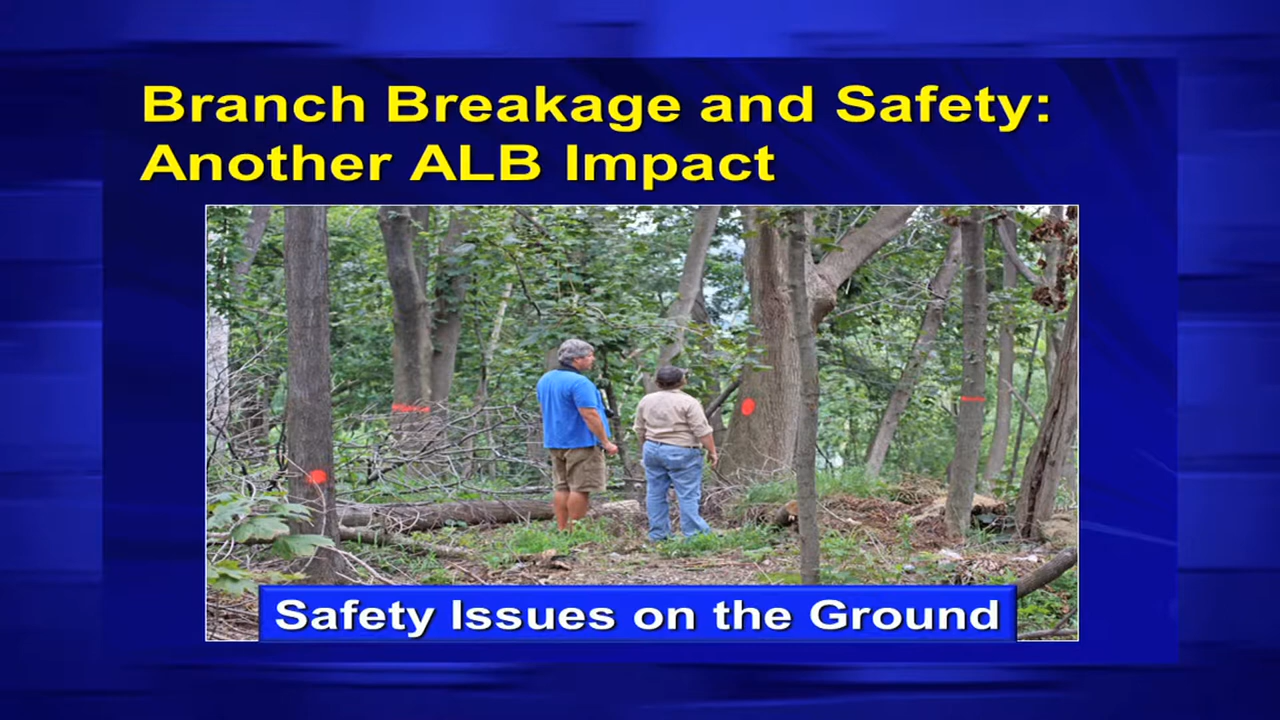 Branch Breakage and Safety:
Another ALB Impact
Safety Issues on the Ground